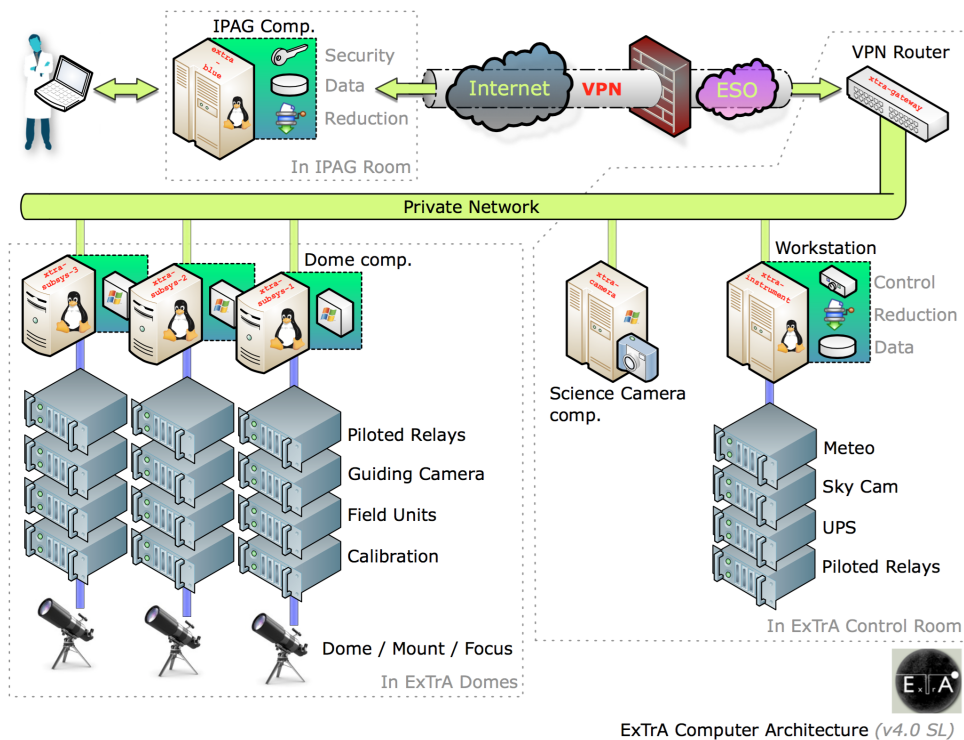 IPAG Comp.
extra
-
blue
Security
Data
Reduction
In IPAG Room
Internet
VPN
ESO
VPN Router
xtra-gateway
Private Network
xtra-
subsys-3
xtra-
subsys-2
xtra-
subsys-1
Dome comp.
xtra-
camera
Science Camera
comp.
Workstation
xtra-
instrument
Control
Reduction
Data
Piloted Relays
Guiding Camera
Field Units
Calibration
Dome / Mount / Focus
In ExTrA Domes
Meteo
Sky Cam
UPS
Piloted Relays
In ExTrA Control Room
ExTrA
ExTrA Computer Architecture (v4.0 SL)